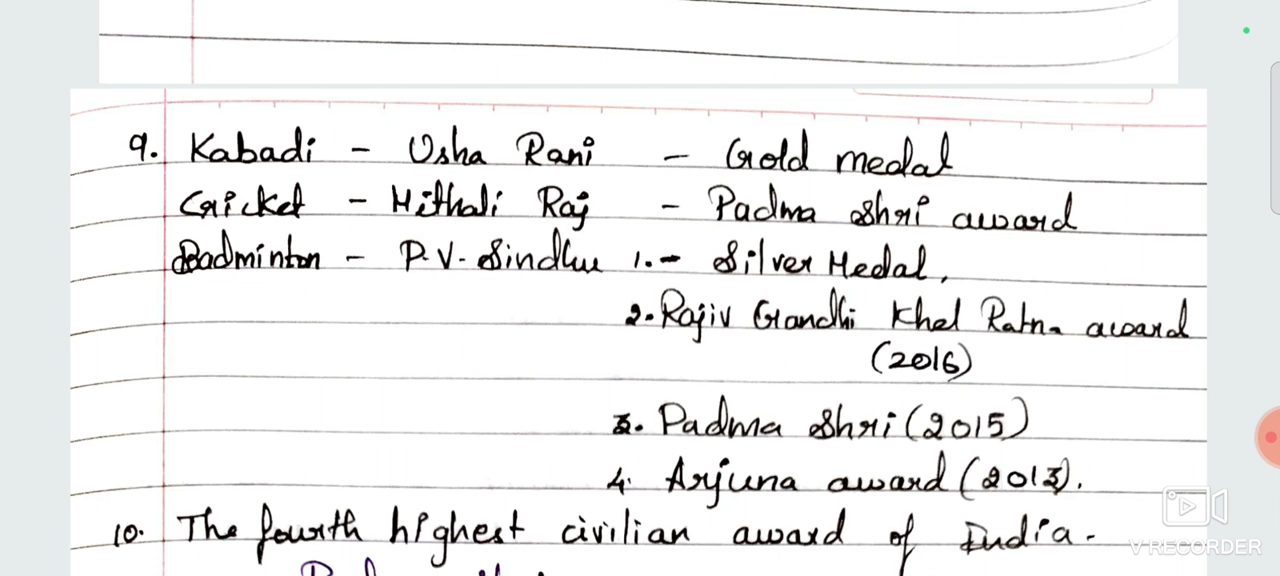 9. Kabadi - Usha Rani - Gold medal
Cricket - Mithali Raj - Padma Shri award
Badminton - P.V. Sindhu 1. - Silver Medal,
2. Rajiv Gandhi Khel Ratna award
(2016)
3. Padma Shri (2015)
4. Arjuna award (2013).
10. The fourth highest civilian award of India.
V RECORDER